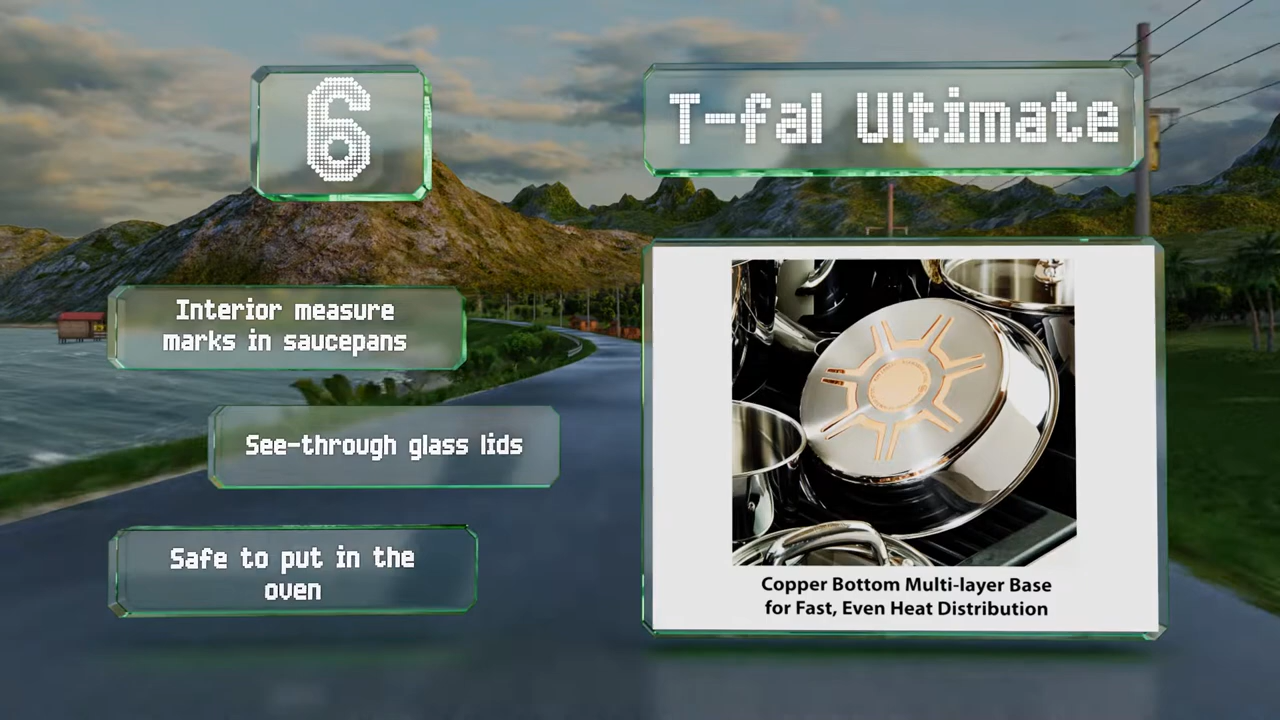 6
T-fal Ultimate
Interior measure
marks in saucepans
See-through glass lids
Safe to put in the
oven
Copper Bottom Multi-layer Base
for Fast, Even Heat Distribution